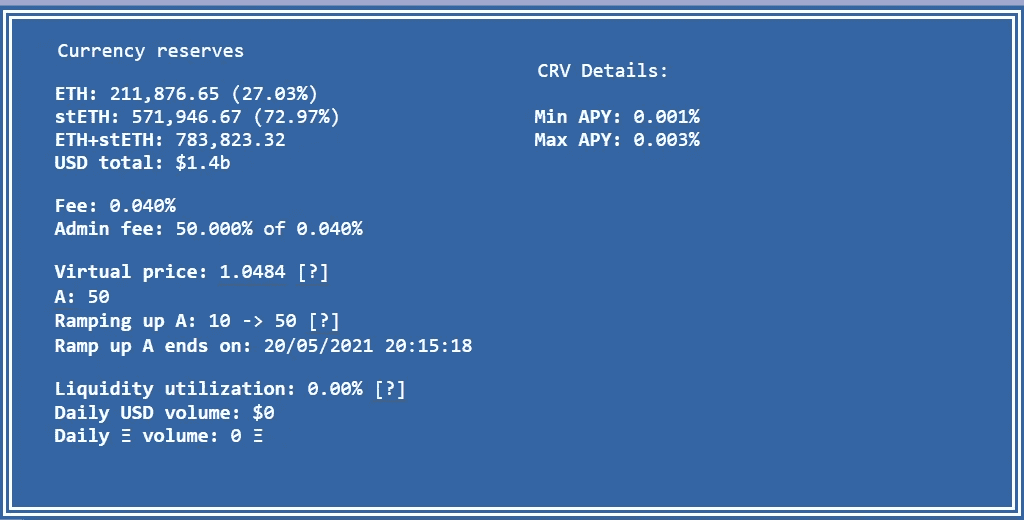 Currency reserves
ETH: 211,876.65 (27.03%)
stETH: 571,946.67 (72.97%)
ETH+stETH: 783,823.32
USD total: $1.4b
Fee: 0.040%
Admin fee: 50.000% of 0.040%
Virtual price: 1.0484 [?]
A: 50
Ramping up A: 10 -> 50 [?]
Ramp up A ends on: 20/05/2021 20:15:18
Liquidity utilization: 0.00% [?]
Daily USD volume: $0
Daily Ξ volume: 0 Ξ
CRV Details:
Min APY: 0.001%
Max APY: 0.003%